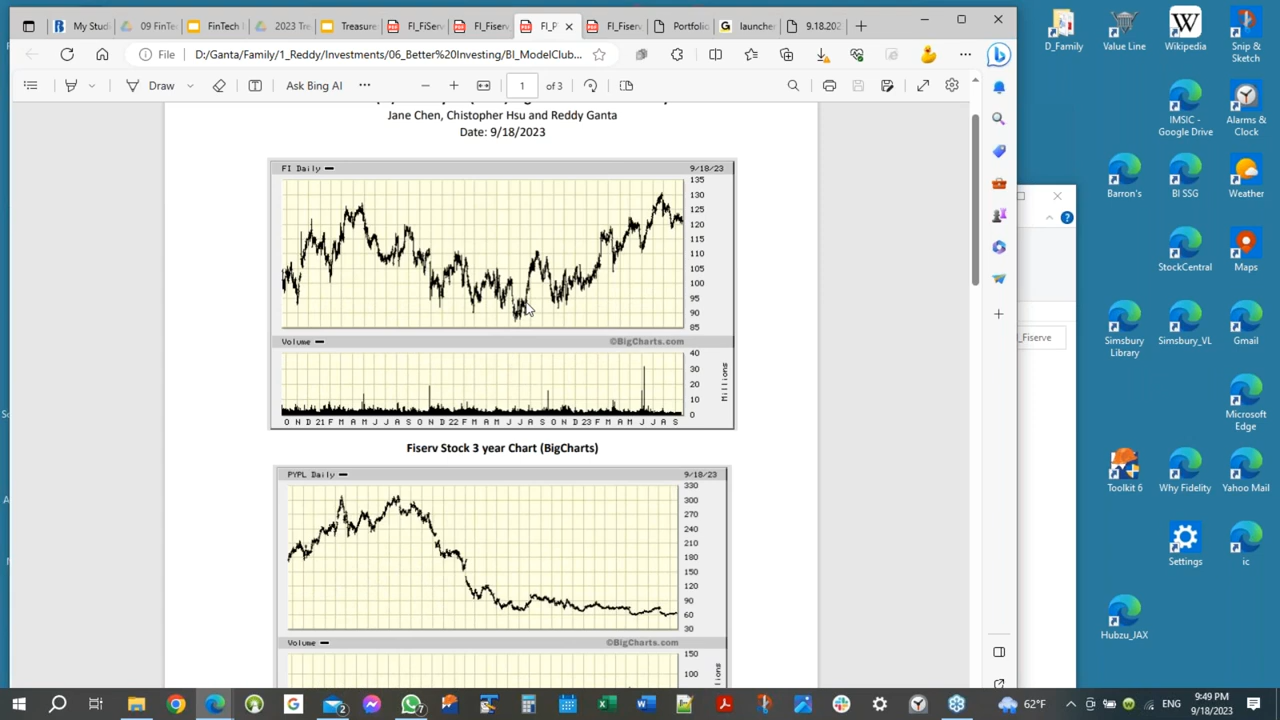 My Stud
09 FinTe
FinTech
2023 Tre
Treasure
FI_FiServ
FI_Fiserv
FI_P
FI_Fiserv
Portfolio
launcher
9.18.202
File
D:/Ganta/Family/1_Reddy/Investments/06_Better%20Investing/BI_ModelClub...
Draw
Ask Bing AI
1
of 3
Jane Chen, Chistopher Hsu and Reddy Ganta
Date: 9/18/2023
FI Daily
9/18/23
135
130
125
120
115
110
105
100
95
90
85
Volume
©BigCharts.com
40
30
20
10
0
Millions
O N D 21 F M A M J J A S O N D 22 F M A M J J A S O N D 23 F M A M J J A S
Fiserv Stock 3 year Chart (BigCharts)
PYPL Daily
9/18/23
330
300
270
240
210
180
150
120
90
60
30
Volume
©BigCharts.com
150
100
_Fiserve
D_Family
Value Line
Wikipedia
Snip &
Sketch
IMSIC -
Google Drive
Alarms &
Clock
Barron's
BI SSG
Weather
StockCentral
Maps
Simsbury
Library
Simsbury_VL
Gmail
Microsoft
Edge
Toolkit 6
Why Fidelity
Yahoo Mail
Settings
ic
Hubzu_JAX
62°F
ENG
9:49 PM
9/18/2023